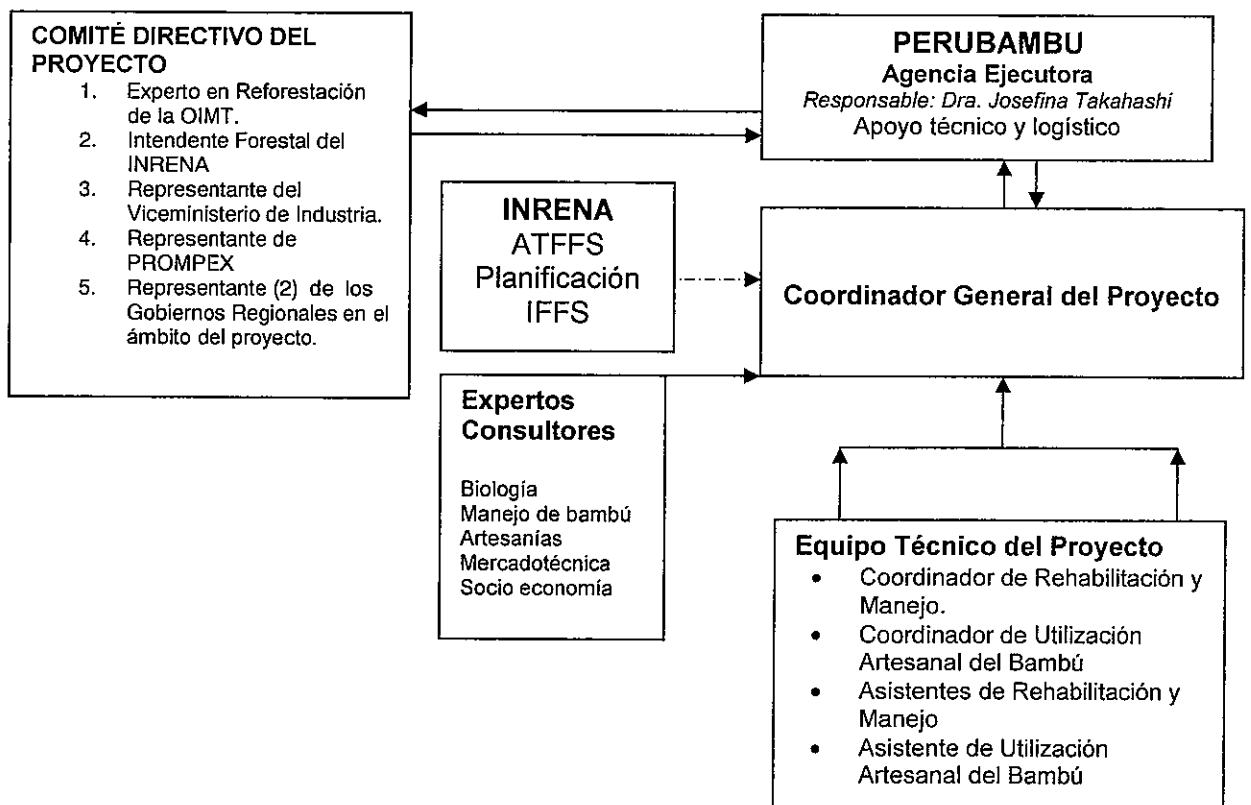 COMITÉ DIRECTIVO DEL
PROYECTO
1. Experto en Reforestación
de la OIMT.
2. Intendente Forestal del
INRENA
3. Representante del
Viceministerio de Industria.
4. Representante de
PROMPEX
5. Representante (2) de los
Gobiernos Regionales en el
ámbito del proyecto.
PERUBAMBU
Agencia Ejecutora
Responsable: Dra. Josefina Takahashi
Apoyo técnico y logístico
INRENA
ATFFS
Planificación
IFFS
Coordinador General del Proyecto
Expertos
Consultores
Biología
Manejo de bambú
Artesanías
Mercadotécnica
Socio economía
Equipo Técnico del Proyecto
• Coordinador de Rehabilitación y
Manejo.
• Coordinador de Utilización
Artesanal del Bambú
• Asistentes de Rehabilitación y
Manejo
• Asistente de Utilización
Artesanal del Bambú